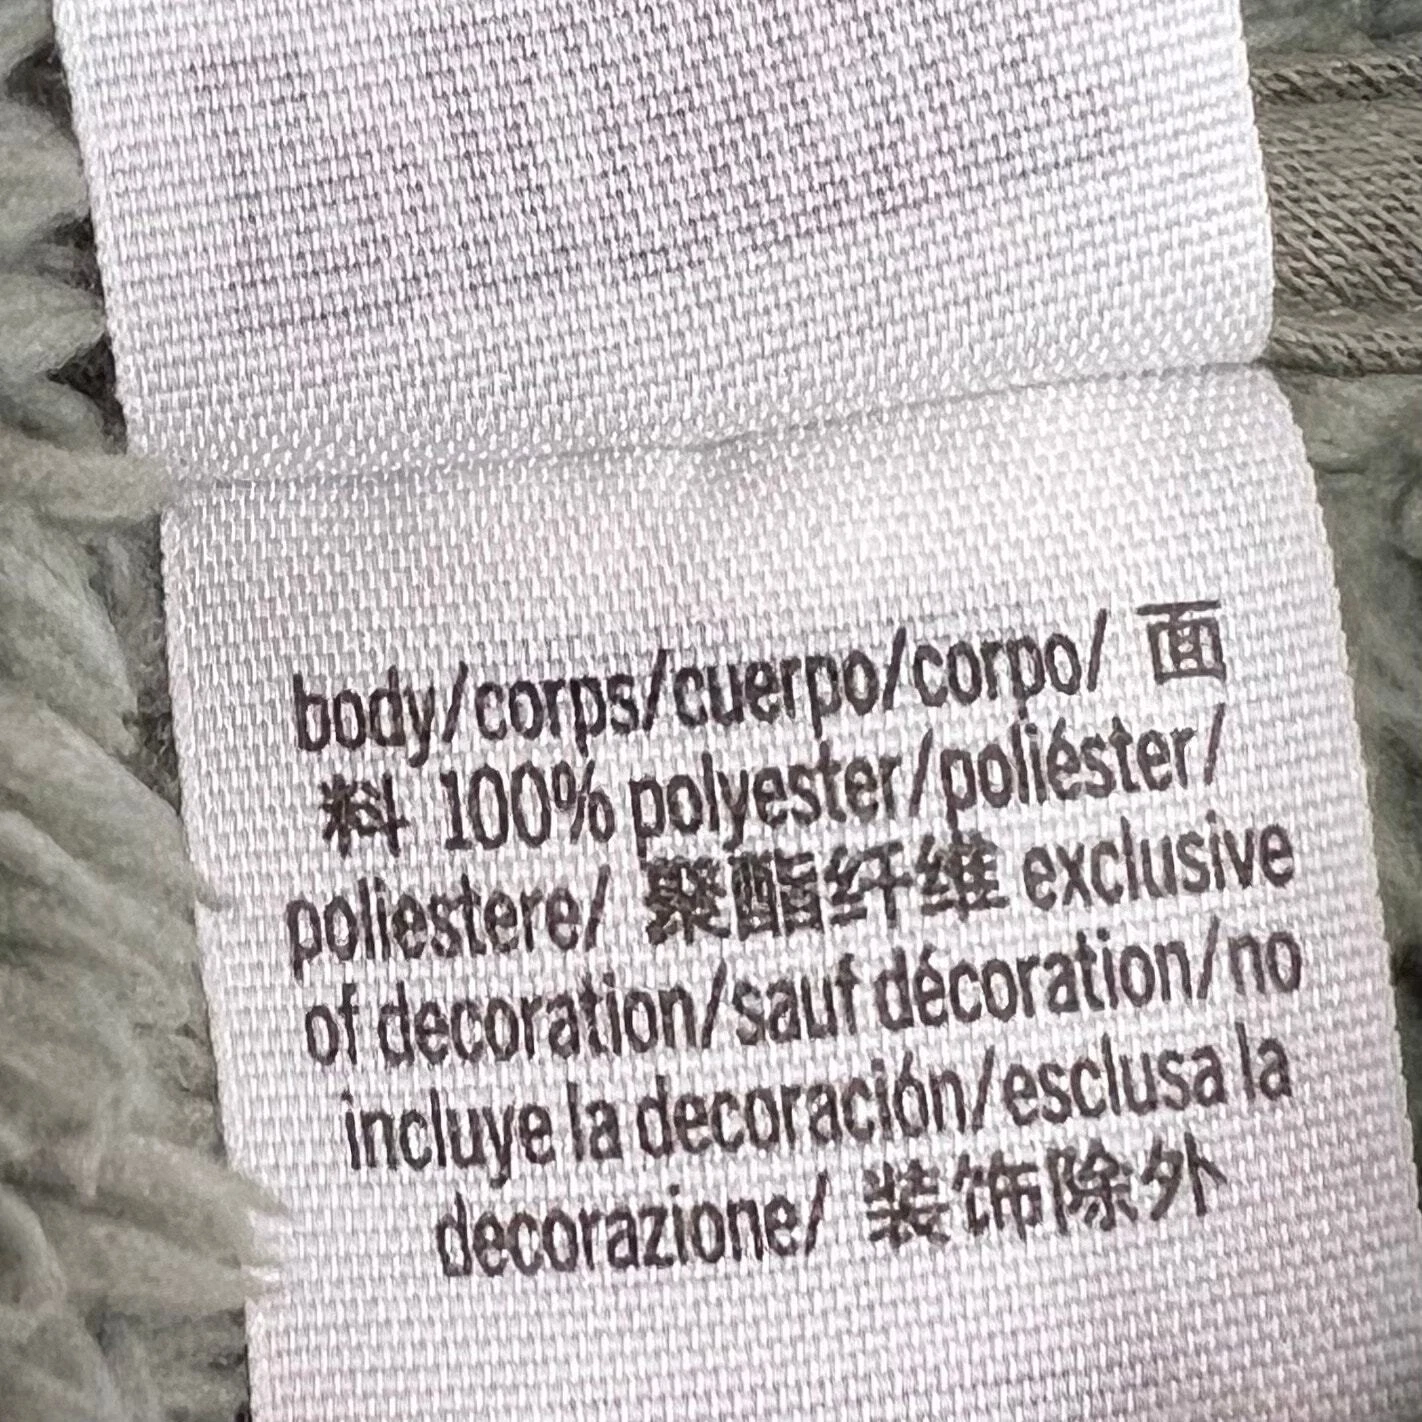 body/corps/cuerpo/corpo/ 面
料 100% polyester/poliéster/
poliestere/ 聚酯纤维 exclusive
of decoration/sauf décoration/no
incluye la decoración/esclusa la
decorazione/ 装饰除外